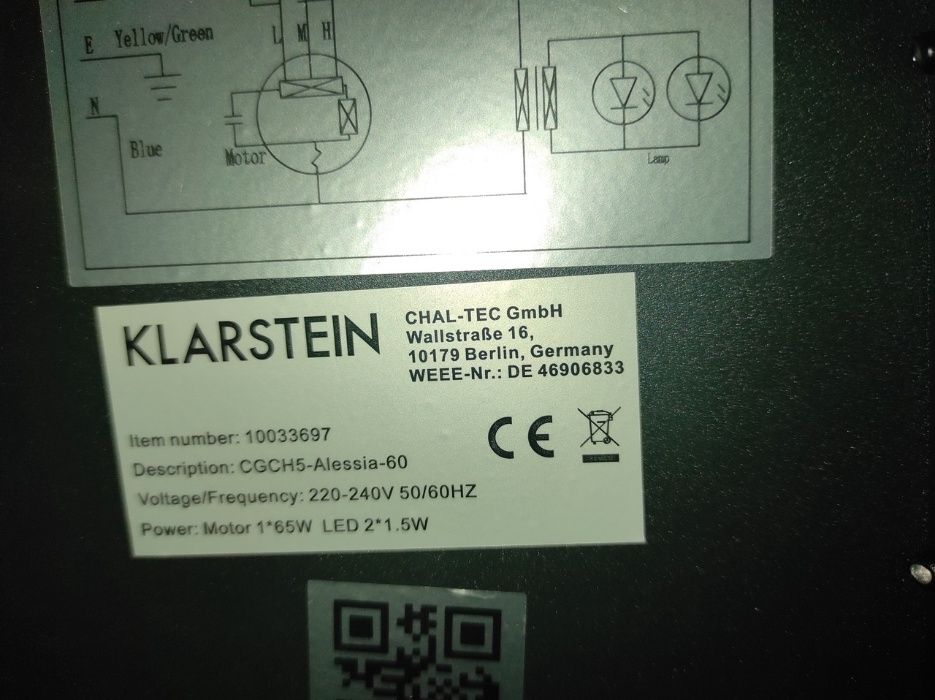 L M H
E Yellow/Green
N
Blue
Motor
Lamp
KLARSTEIN
CHAL-TEC GmbH
Wallstraße 16,
10179 Berlin, Germany
WEEE-Nr.: DE 46906833
Item number: 10033697
Description: CGCH5-Alessia-60
Voltage/Frequency: 220-240V 50/60HZ
Power: Motor 1*65W LED 2*1.5W
CE